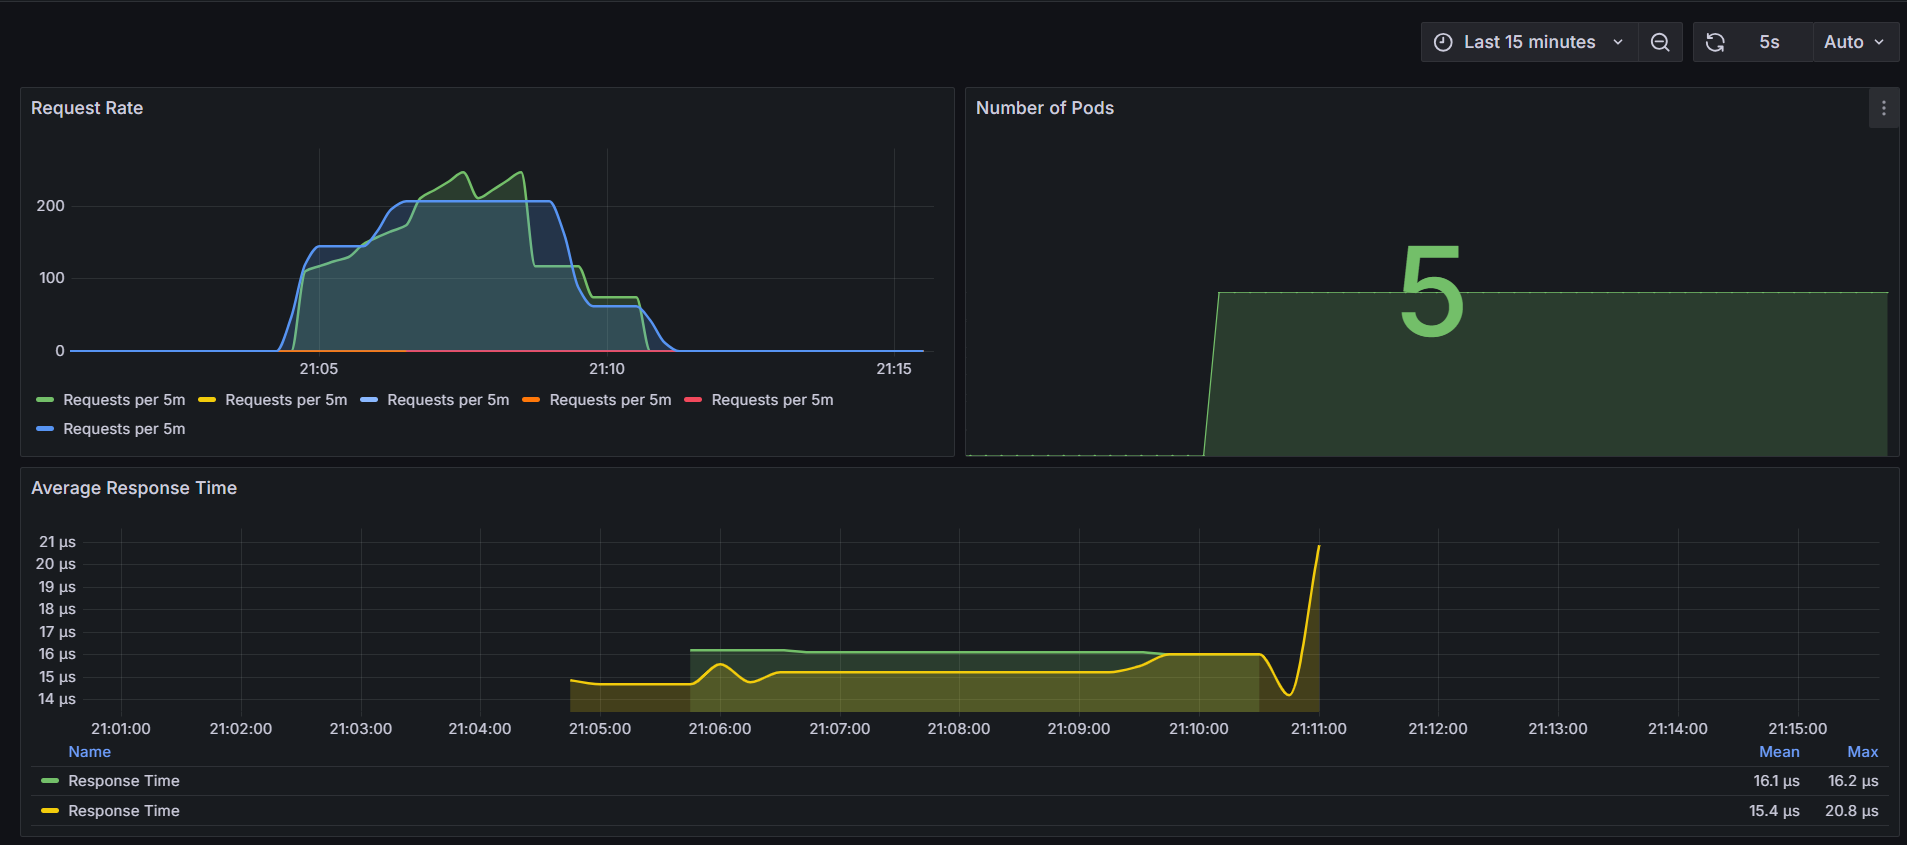 Last 15 minutes 5s Auto
Request Rate
200
100
0
21:05 21:10 21:15
Requests per 5m Requests per 5m Requests per 5m Requests per 5m Requests per 5m
Requests per 5m
Number of Pods
5
Average Response Time
21 µs
20 µs
19 µs
18 µs
17 µs
16 µs
15 µs
14 µs
21:01:00 21:02:00 21:03:00 21:04:00 21:05:00 21:06:00 21:07:00 21:08:00 21:09:00 21:10:00 21:11:00 21:12:00 21:13:00 21:14:00 21:15:00
Name Mean Max
Response Time 16.1 µs 16.2 µs
Response Time 15.4 µs 20.8 µs